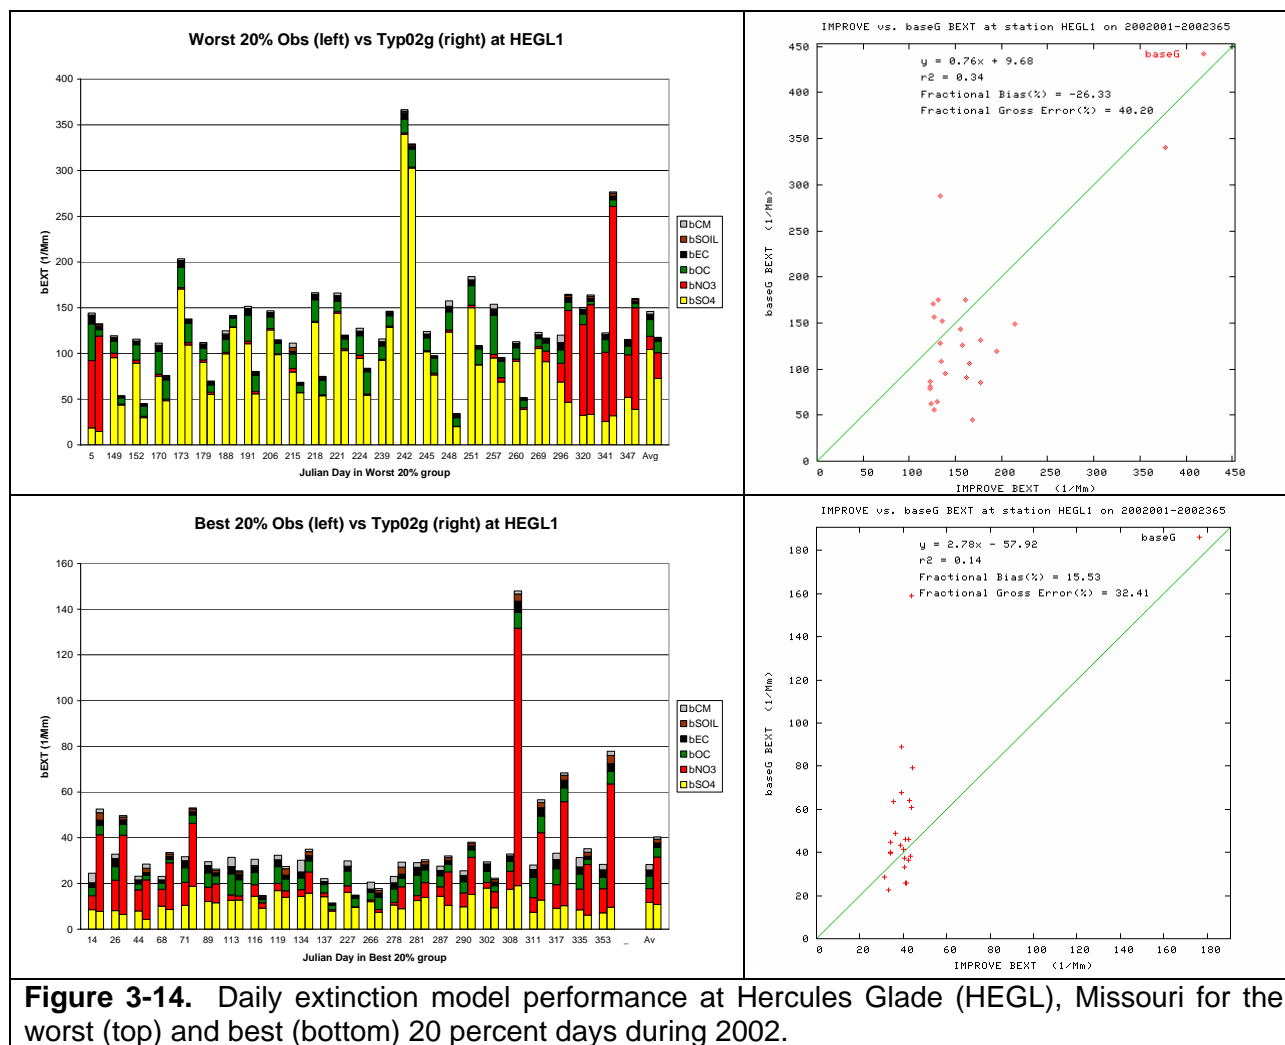 Worst 20% Obs (left) vs Typ02g (right) at HEGL1
bEXT (1/Mm)
400
350
300
250
200
150
100
50
0
5 149 152 170 173 179 188 191 206 215 218 221 224 239 242 245 248 251 257 260 269 296 320 341 347 Avg
Julian Day in Worst 20% group
bCM
bSOIL
bEC
bOC
bNO3
bSO4
IMPROVE vs. baseG BEXT at station HEGL1 on 2002001-2002365
baseG
y = 0.76x + 9.68
r2 = 0.34
Fractional Bias(%) = -26.33
Fractional Gross Error(%) = 40.20
baseG BEXT (1/Mm)
450
400
350
300
250
200
150
100
50
0
0 50 100 150 200 250 300 350 400 450
IMPROVE BEXT (1/Mm)
Best 20% Obs (left) vs Typ02g (right) at HEGL1
bEXT (1/Mm)
160
140
120
100
80
60
40
20
0
14 26 44 68 71 89 113 116 119 134 137 227 266 278 281 287 290 302 308 311 317 335 353 _ Av
Julian Day in Best 20% group
bCM
bSOIL
bEC
bOC
bNO3
bSO4
IMPROVE vs. baseG BEXT at station HEGL1 on 2002001-2002365
baseG
y = 2.78x - 57.92
r2 = 0.14
Fractional Bias(%) = 15.53
Fractional Gross Error(%) = 32.41
baseG BEXT (1/Mm)
180
160
140
120
100
80
60
40
20
0
0 20 40 60 80 100 120 140 160 180
IMPROVE BEXT (1/Mm)
Figure 3-14. Daily extinction model performance at Hercules Glade (HEGL), Missouri for the
worst (top) and best (bottom) 20 percent days during 2002.